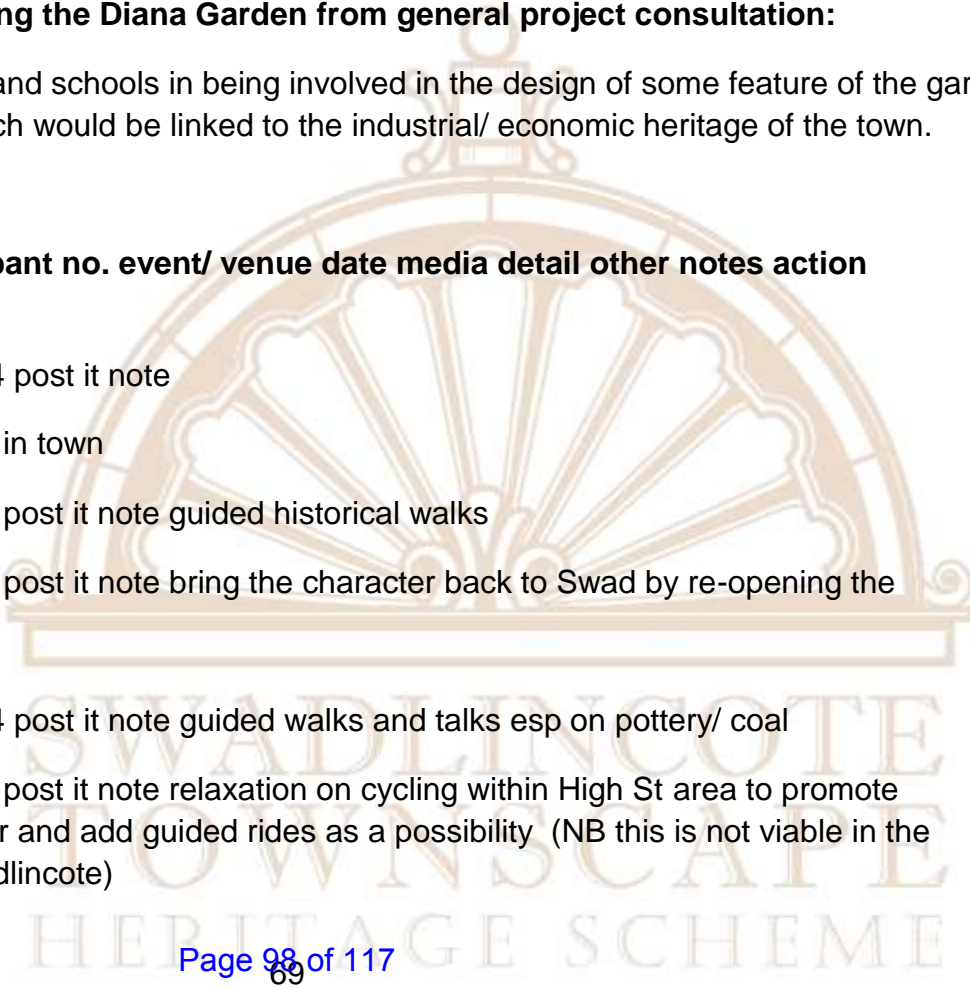 ng the Diana Garden from general project consultation:
and schools in being involved in the design of some feature of the gar
ch would be linked to the industrial/ economic heritage of the town.
pant no. event/ venue date media detail other notes action
4 post it note
in town
post it note guided historical walks
post it note bring the character back to Swad by re-opening the
4 post it note guided walks and talks esp on pottery/ coal
post it note relaxation on cycling within High St area to promote
r and add guided rides as a possibility (NB this is not viable in the
dlincote)
SWADLINCOTE
TOWNSCAPE
HERITAGE SCHEME
Page 98 of 117
69